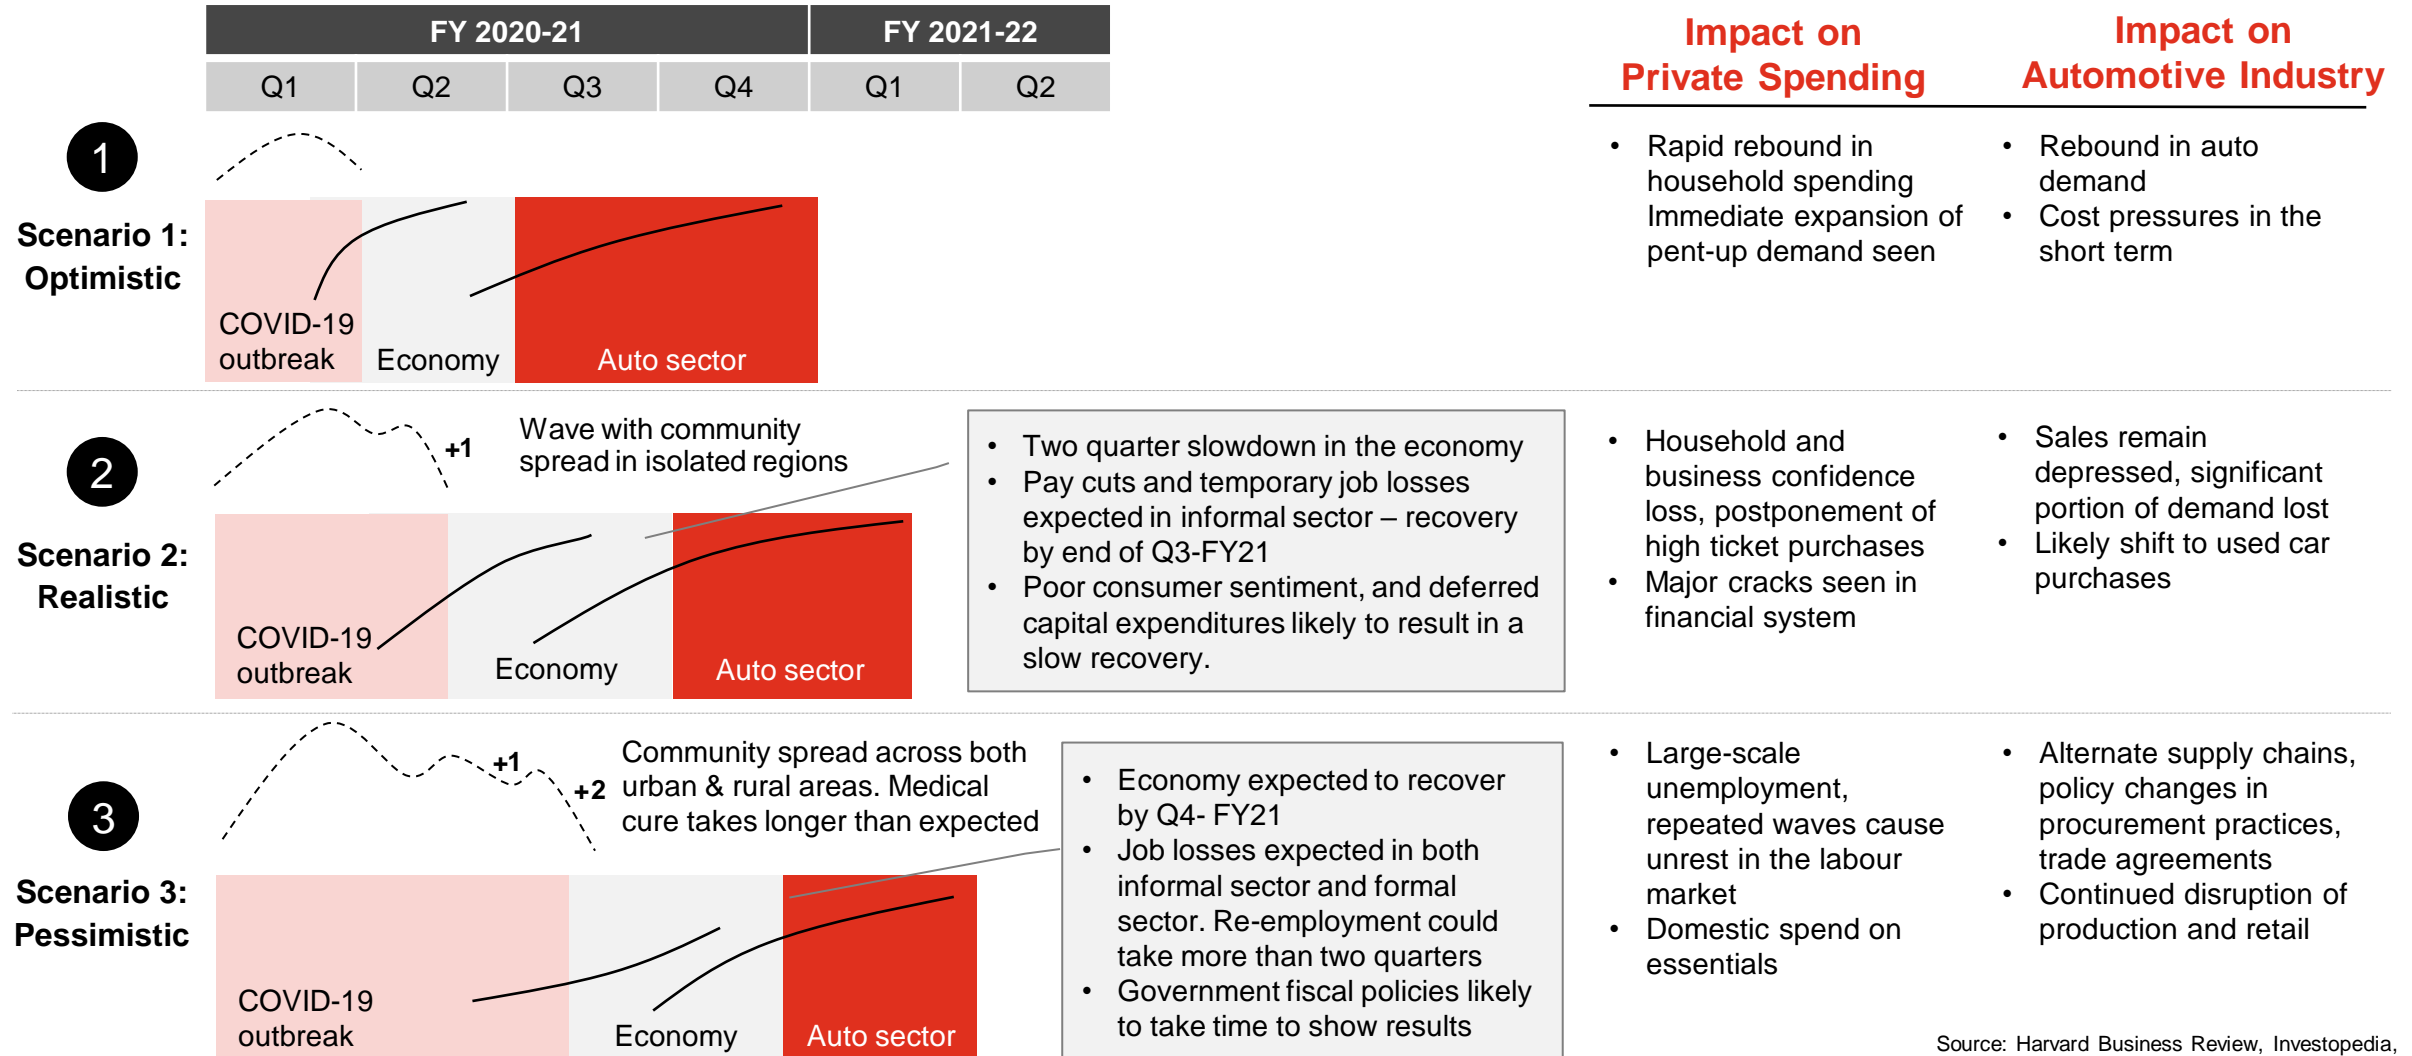 FY 2020-21
FY 2021-22
Q1
Q2
Q3
Q4
Q1
Q2
Impact on
Private Spending
Impact on
Automotive Industry
1
Scenario 1:
Optimistic
COVID-19
outbreak
Economy
Auto sector
• Rapid rebound in
household spending
Immediate expansion of
pent-up demand seen
• Rebound in auto
demand
• Cost pressures in the
short term
2
Scenario 2:
Realistic
+1
Wave with community
spread in isolated regions
COVID-19
outbreak
Economy
Auto sector
• Two quarter slowdown in the economy
• Pay cuts and temporary job losses
expected in informal sector – recovery
by end of Q3-FY21
• Poor consumer sentiment, and deferred
capital expenditures likely to result in a
slow recovery.
• Household and
business confidence
loss, postponement of
high ticket purchases
• Major cracks seen in
financial system
• Sales remain
depressed, significant
portion of demand lost
• Likely shift to used car
purchases
3
Scenario 3:
Pessimistic
+1
+2
Community spread across both
urban & rural areas. Medical
cure takes longer than expected
COVID-19
outbreak
Economy
Auto sector
• Economy expected to recover
by Q4- FY21
• Job losses expected in both
informal sector and formal
sector. Re-employment could
take more than two quarters
• Government fiscal policies likely
to take time to show results
• Large-scale
unemployment,
repeated waves cause
unrest in the labour
market
• Domestic spend on
essentials
• Alternate supply chains,
policy changes in
procurement practices,
trade agreements
• Continued disruption of
production and retail
Source: Harvard Business Review, Investopedia,